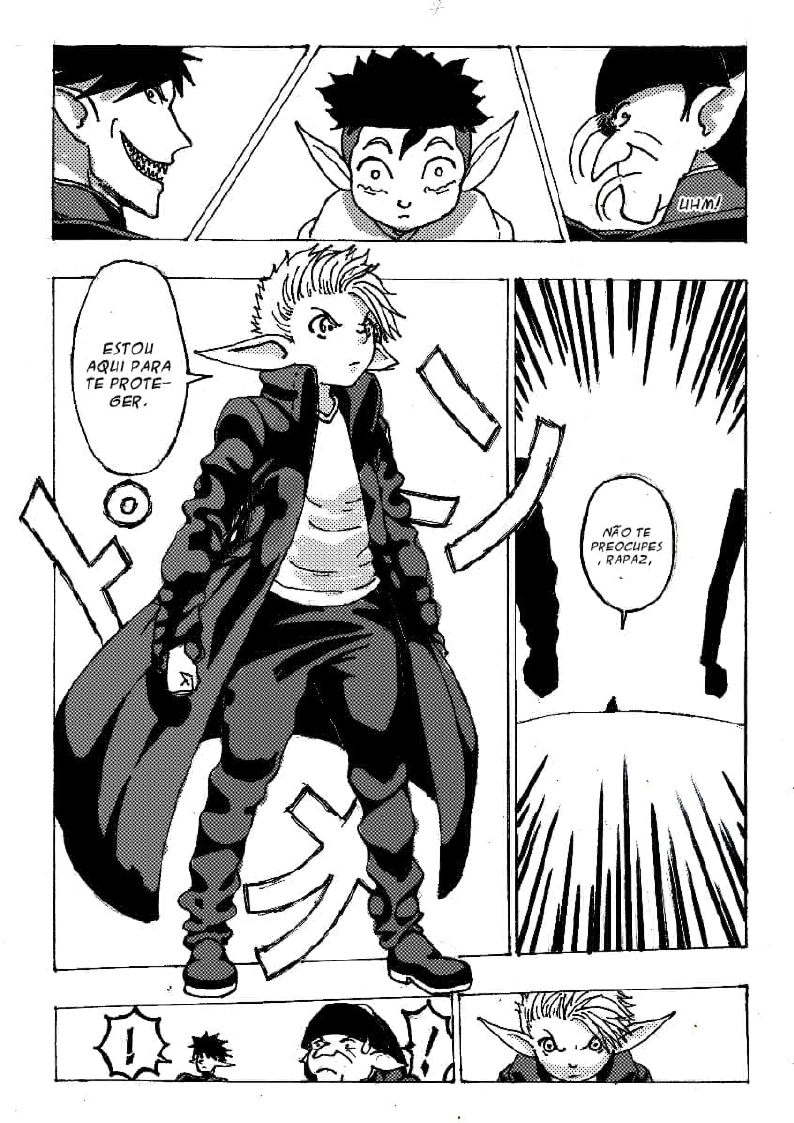 UHM!
NÃO TE
PREOCUPES
, RAPAZ,
ESTOU
AQUI PARA
TE PROTE-
GER.
!
!